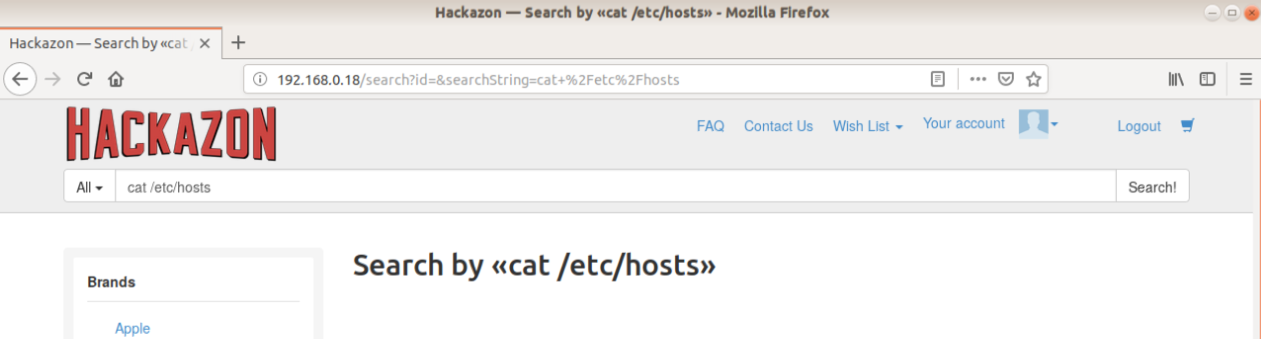 Hackazon — Search by «cat /etc/hosts» - Mozilla Firefox
Hackazon — Search by «cat
192.168.0.18/search?id=&searchString=cat+%2Fetc%2Fhosts
HACKAZON
FAQ Contact Us Wish List Your account Logout
All cat /etc/hosts Search!
Search by «cat /etc/hosts»
Brands
Apple